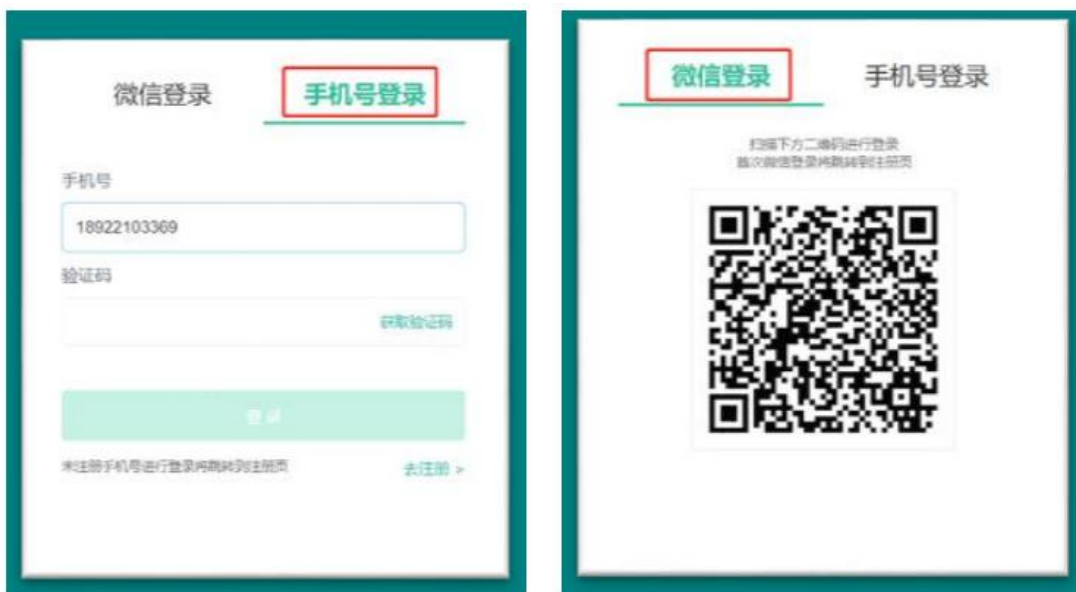 微信登录 手机号登录
手机号
18922103369
验证码
获取验证码
登录
未注册手机号进行登录将跳转到注册页 去注册 >
微信登录 手机号登录
扫描下方二维码进行登录
首次微信登录将跳转到注册页